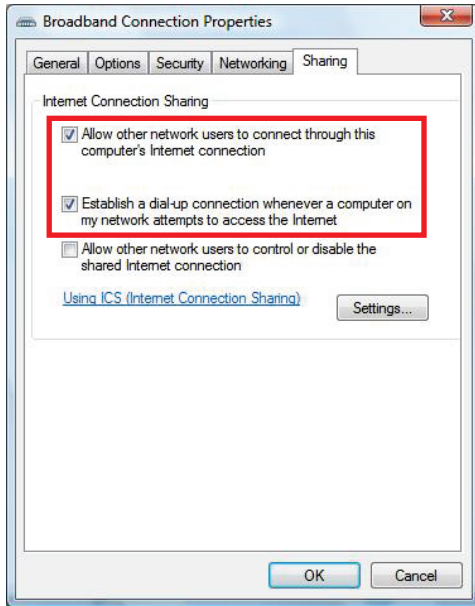 Broadband Connection Properties
General Options Security Networking Sharing
Internet Connection Sharing
Allow other network users to connect through this
computer's Internet connection
Establish a dial-up connection whenever a computer on
my network attempts to access the Internet
Allow other network users to control or disable the
shared Internet connection
Using ICS (Internet Connection Sharing)
Settings...
OK Cancel